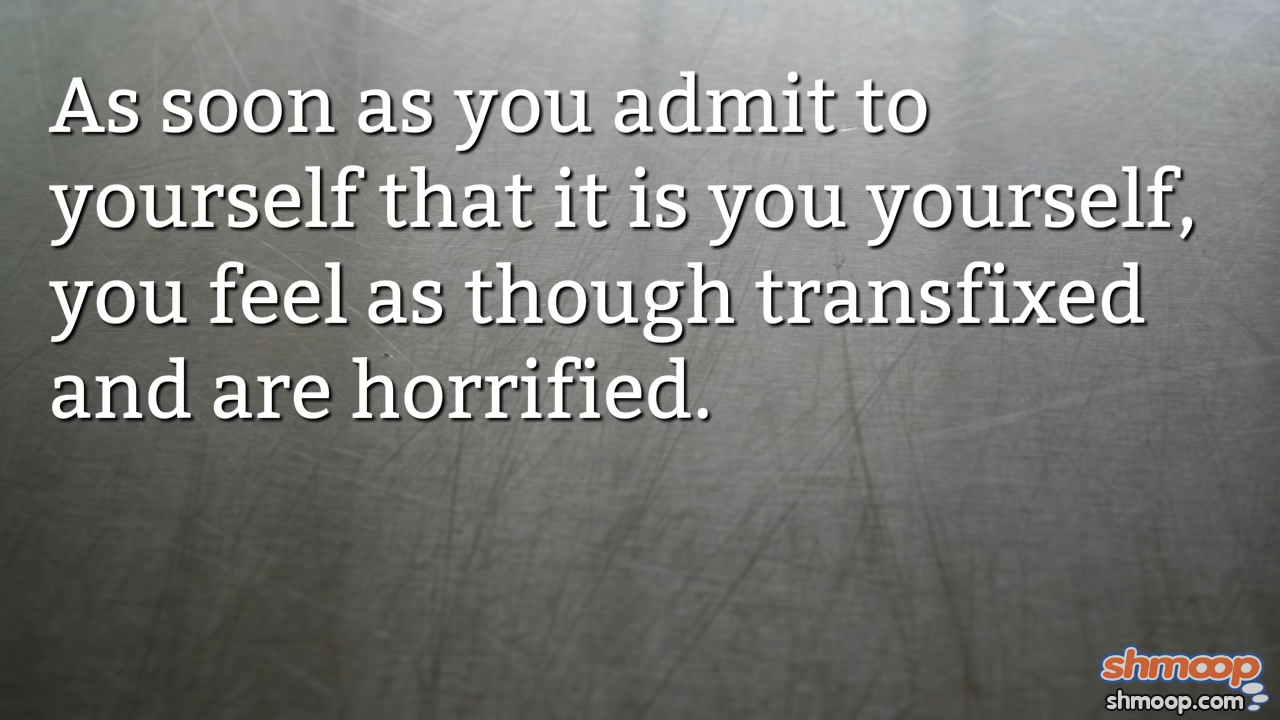 As soon as you admit to
yourself that it is you yourself,
you feel as though transfixed
and are horrified.
shmoop
shmoop.com